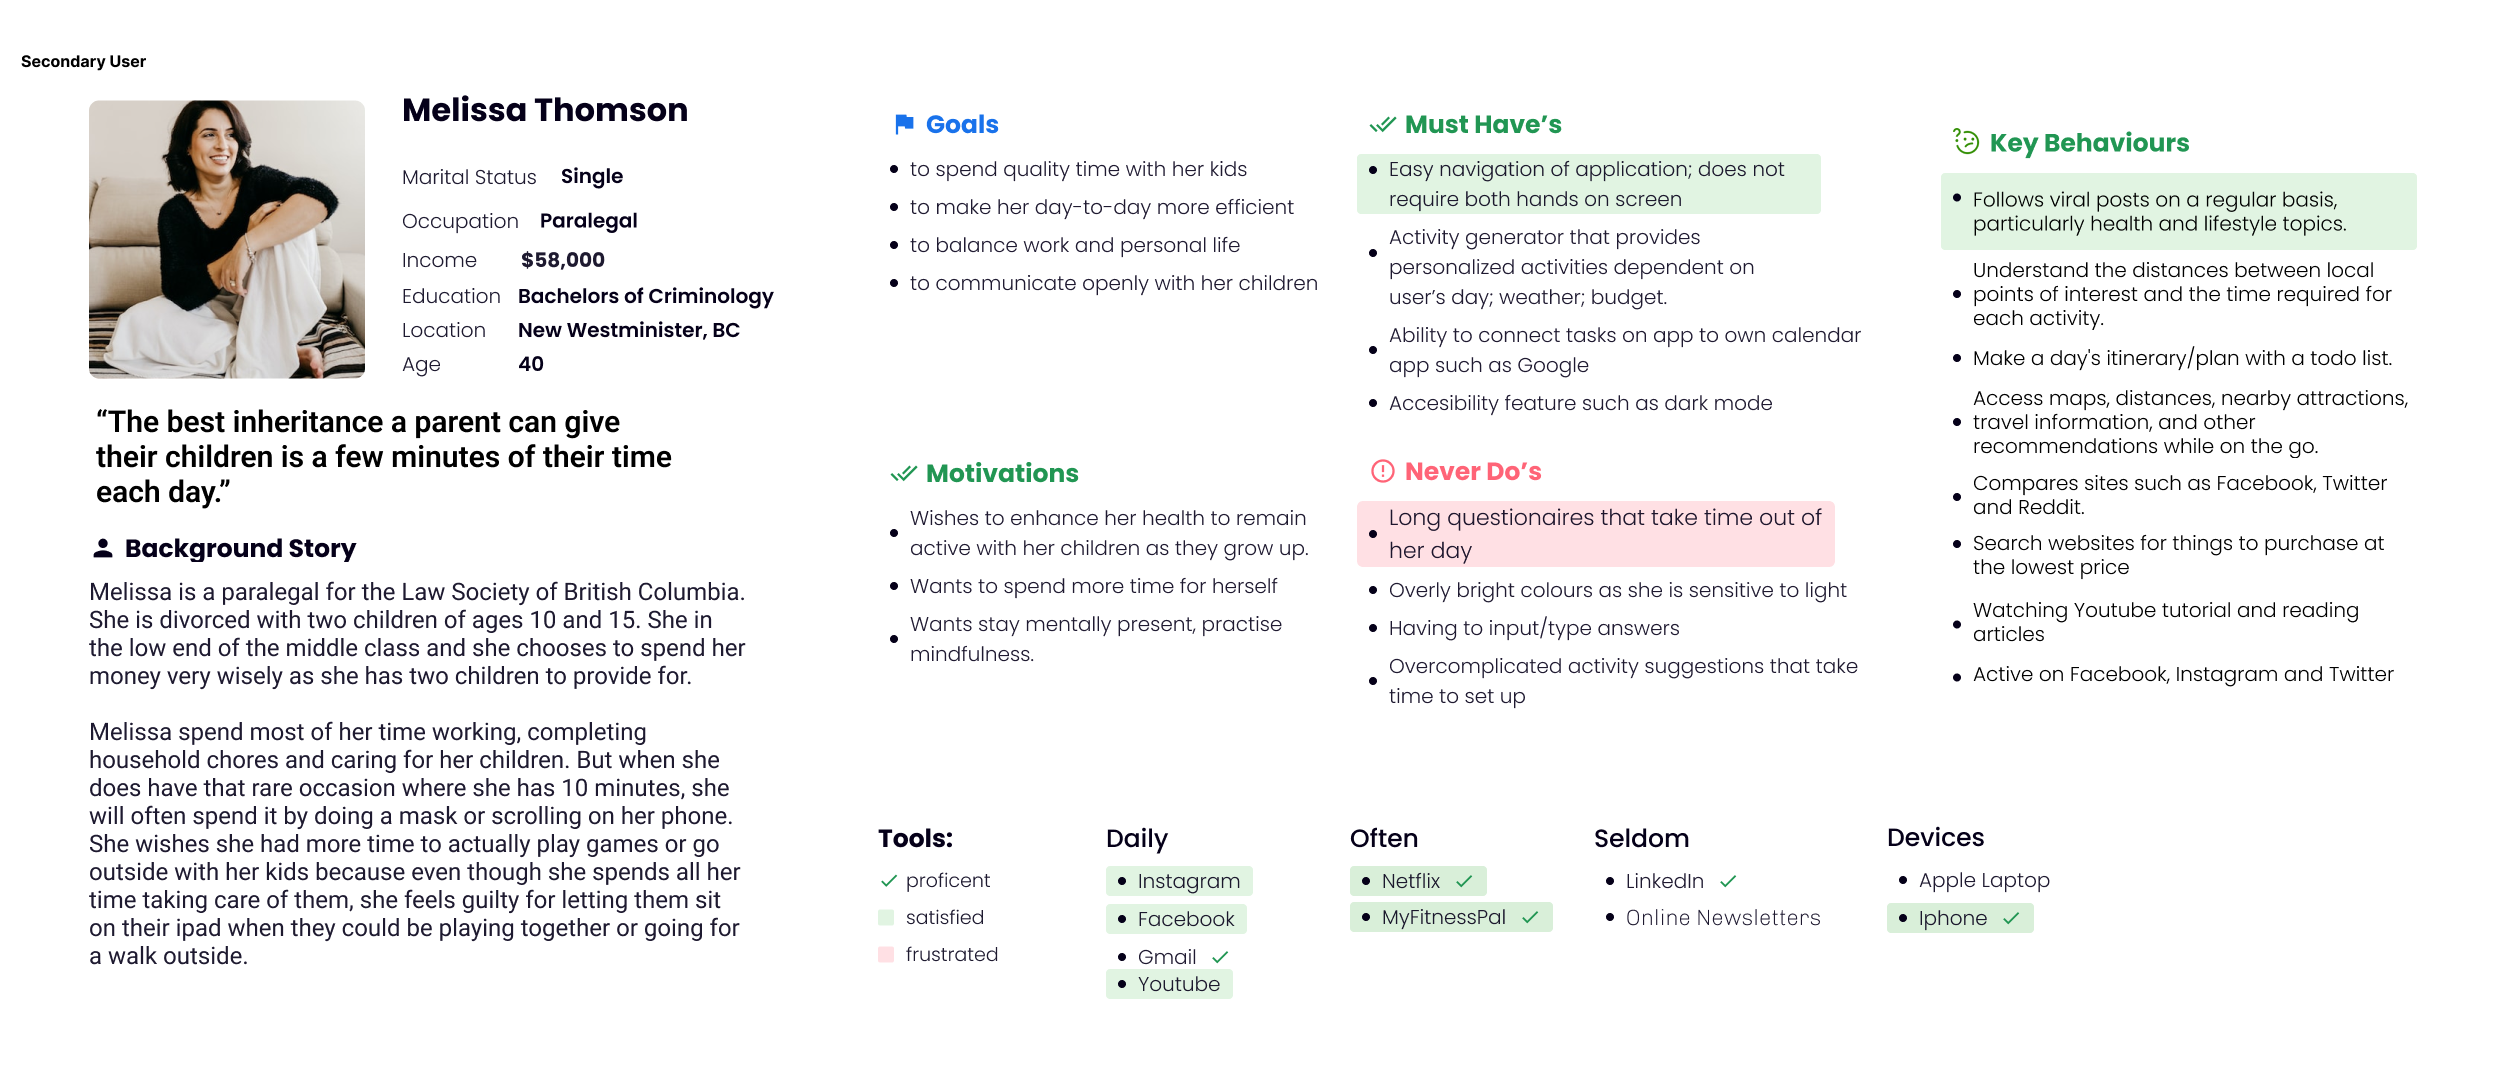 Secondary User
Melissa Thomson
Marital Status Single
Occupation Paralegal
Income $58,000
Education Bachelors of Criminology
Location New Westminister, BC
Age 40
“The best inheritance a parent can give
their children is a few minutes of their time
each day.”
Background Story
Melissa is a paralegal for the Law Society of British Columbia.
She is divorced with two children of ages 10 and 15. She in
the low end of the middle class and she chooses to spend her
money very wisely as she has two children to provide for.
Melissa spend most of her time working, completing
household chores and caring for her children. But when she
does have that rare occasion where she has 10 minutes, she
will often spend it by doing a mask or scrolling on her phone.
She wishes she had more time to actually play games or go
outside with her kids because even though she spends all her
time taking care of them, she feels guilty for letting them sit
on their ipad when they could be playing together or going for
a walk outside.
Goals
to spend quality time with her kids
to make her day-to-day more efficient
to balance work and personal life
to communicate openly with her children
Motivations
Wishes to enhance her health to remain
active with her children as they grow up.
Wants to spend more time for herself
Wants stay mentally present, practise
mindfulness.
Must Have’s
Easy navigation of application; does not
require both hands on screen
Activity generator that provides
personalized activities dependent on
user’s day; weather; budget.
Ability to connect tasks on app to own calendar
app such as Google
Accesibility feature such as dark mode
Never Do’s
Long questionaires that take time out of
her day
Overly bright colours as she is sensitive to light
Having to input/type answers
Overcomplicated activity suggestions that take
time to set up
Key Behaviours
Follows viral posts on a regular basis,
particularly health and lifestyle topics.
Understand the distances between local
points of interest and the time required for
each activity.
Make a day's itinerary/plan with a todo list.
Access maps, distances, nearby attractions,
travel information, and other
recommendations while on the go.
Compares sites such as Facebook, Twitter
and Reddit.
Search websites for things to purchase at
the lowest price
Watching Youtube tutorial and reading
articles
Active on Facebook, Instagram and Twitter
Tools:
proficent
satisfied
frustrated
Daily
Instagram
Facebook
Gmail
Youtube
Often
Netflix
MyFitnessPal
Seldom
LinkedIn
Online Newsletters
Devices
Apple Laptop
Iphone